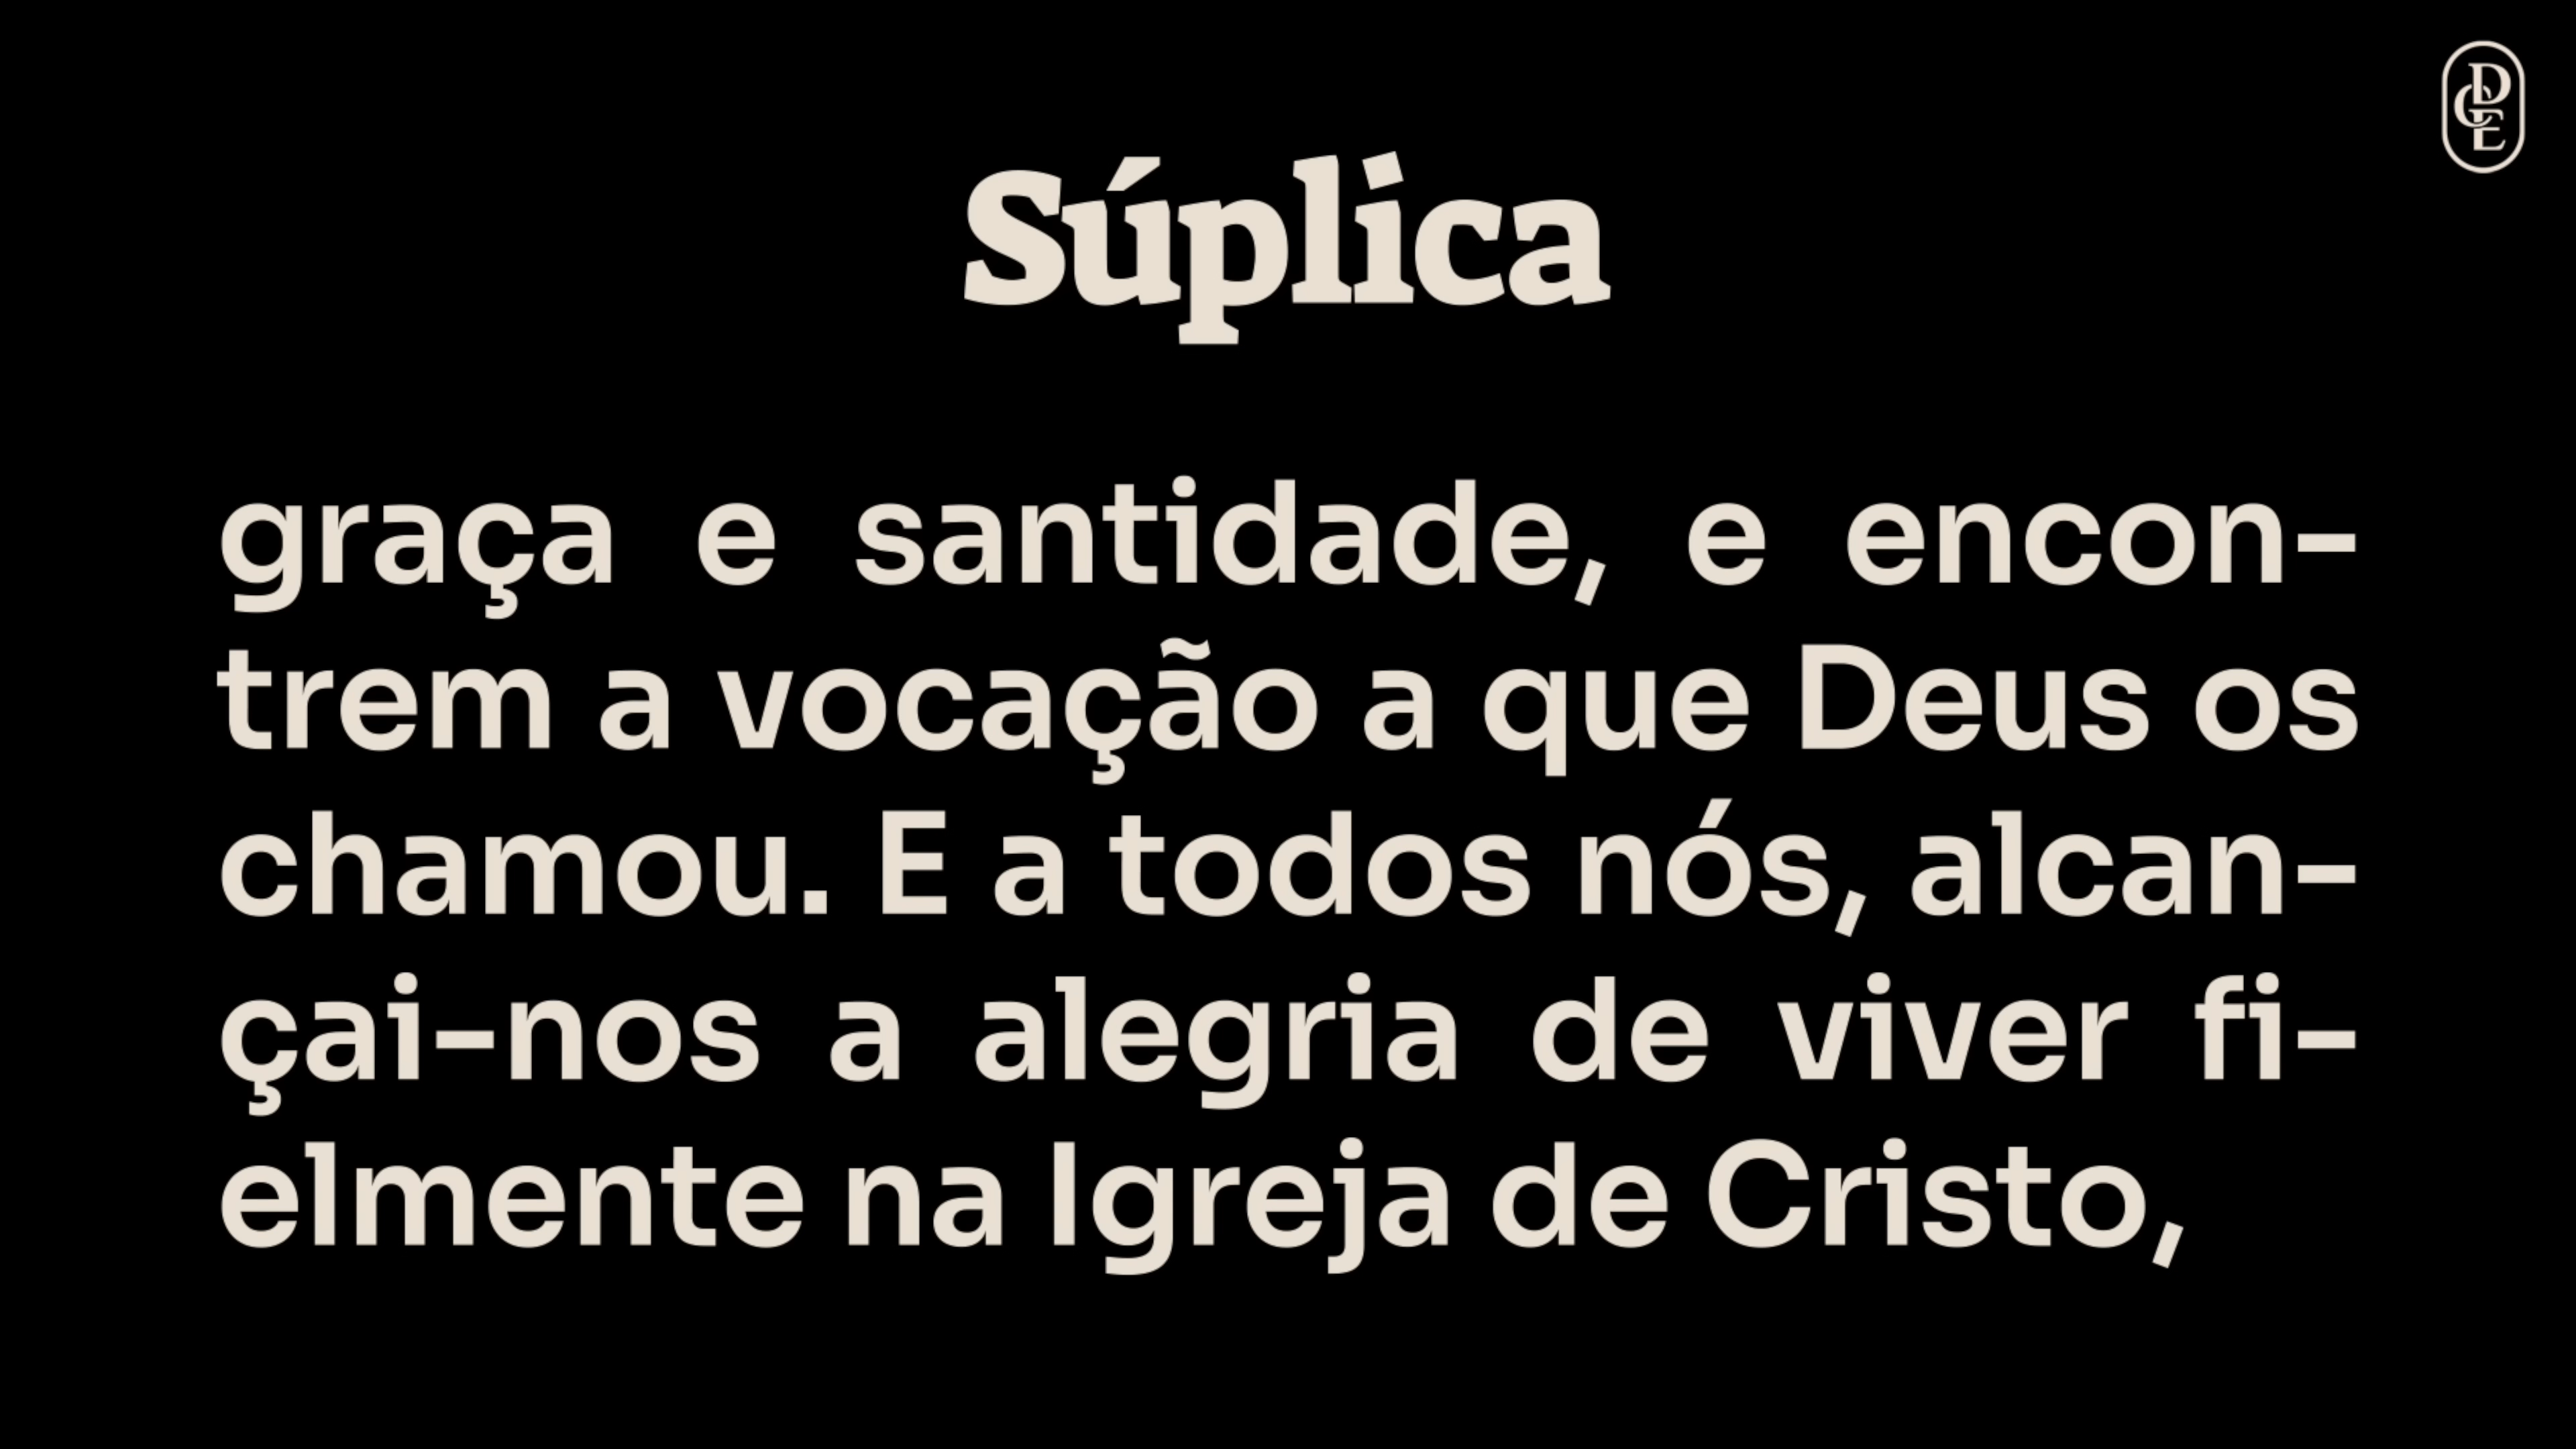 DCE
Súplica
graça e santidade, e encon-
trem a vocação a que Deus os
chamou. E a todos nós, alcan-
çai-nos a alegria de viver fi-
elmente na Igreja de Cristo,